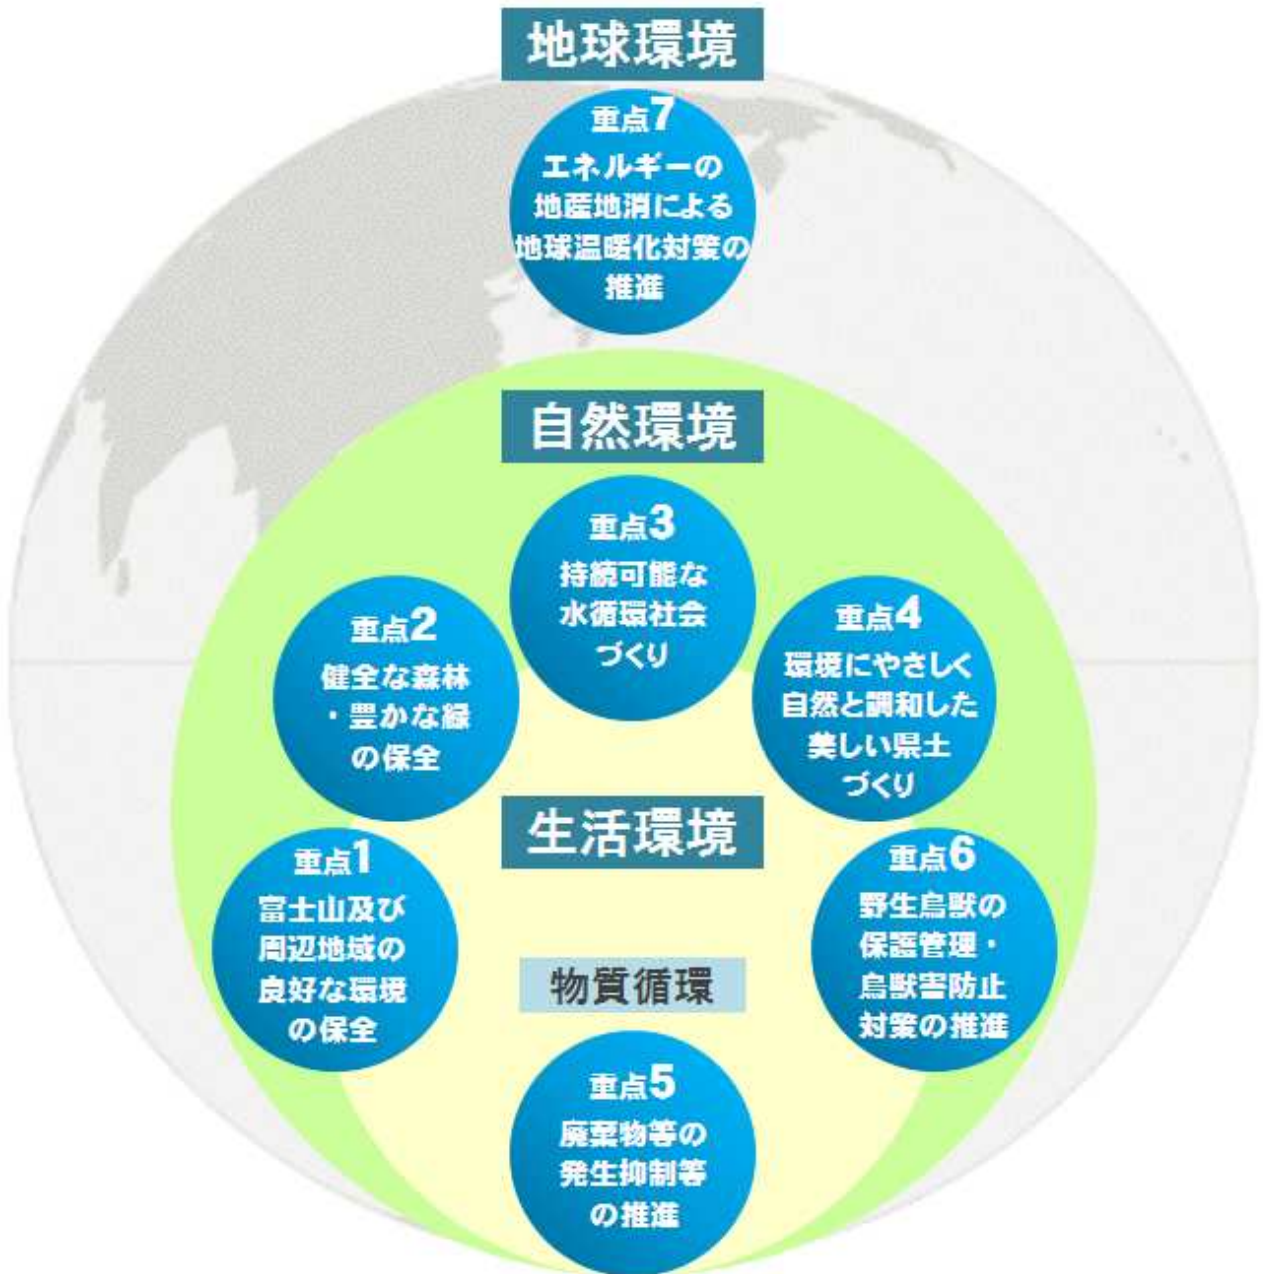 地球環境
重点7
エネルギーの
地産地消による
地球温暖化対策の
推進
自然環境
重点3
持続可能な
水循環社会
づくり
重点2
健全な森林
・豊かな緑
の保全
重点4
環境にやさしく
自然と調和した
美しい県土
づくり
生活環境
重点1
富士山及び
周辺地域の
良好な環境
の保全
重点6
野生鳥獣の
保護管理・
鳥獣害防止
対策の推進
物質循環
重点5
廃棄物等の
発生抑制等
の推進